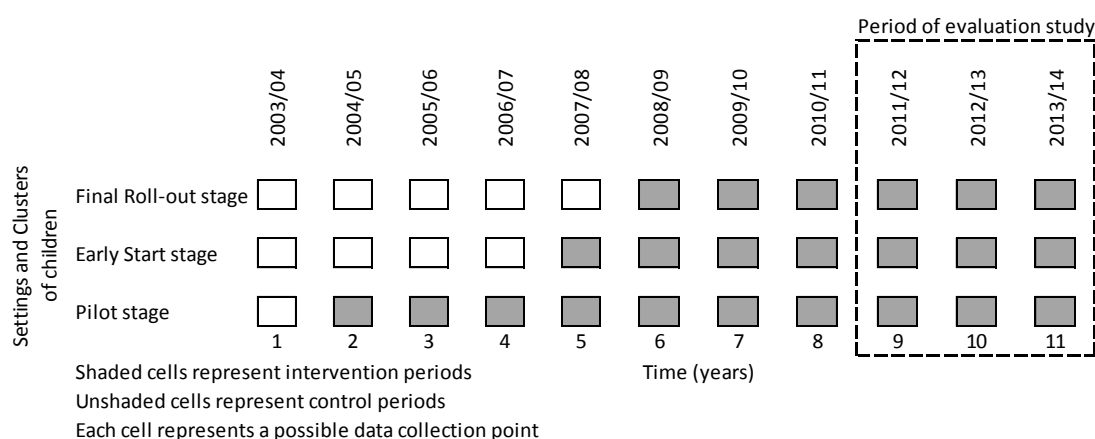 Period of evaluation study
2003/04 2004/05 2005/06 2006/07 2007/08 2008/09 2009/10 2010/11 2011/12 2012/13 2013/14
Settings and Clusters
of children
Final Roll-out stage
Early Start stage
Pilot stage
1 2 3 4 5 6 7 8 9 10 11
Shaded cells represent intervention periods
Time (years)
Unshaded cells represent control periods
Each cell represents a possible data collection point